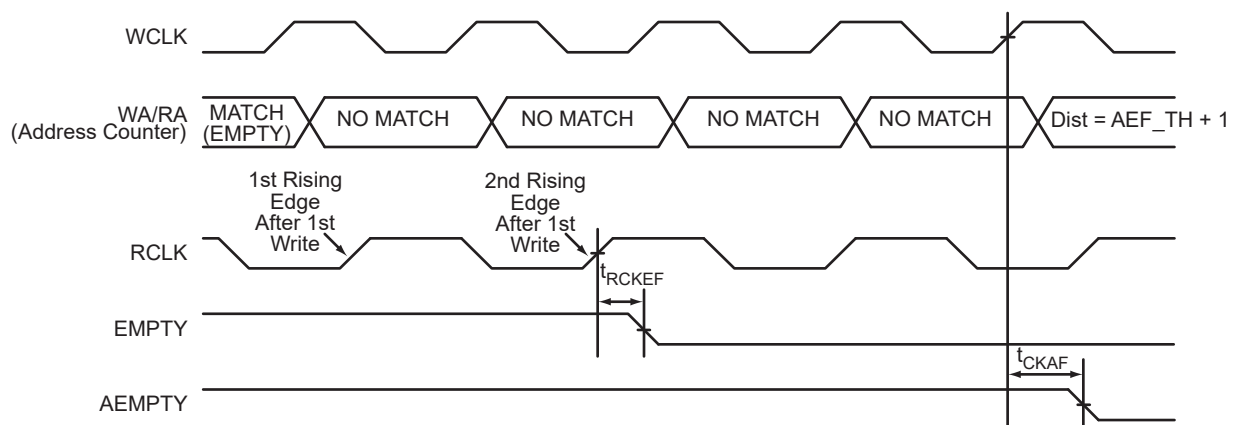 WCLK
WA/RA
(Address Counter)
MATCH
(EMPTY)
NO MATCH
NO MATCH
NO MATCH
NO MATCH
Dist = AEF_TH + 1
1st Rising
Edge
After 1st
Write
2nd Rising
Edge
After 1st
Write
RCLK
tRCKEF
EMPTY
tCKAF
AEMPTY